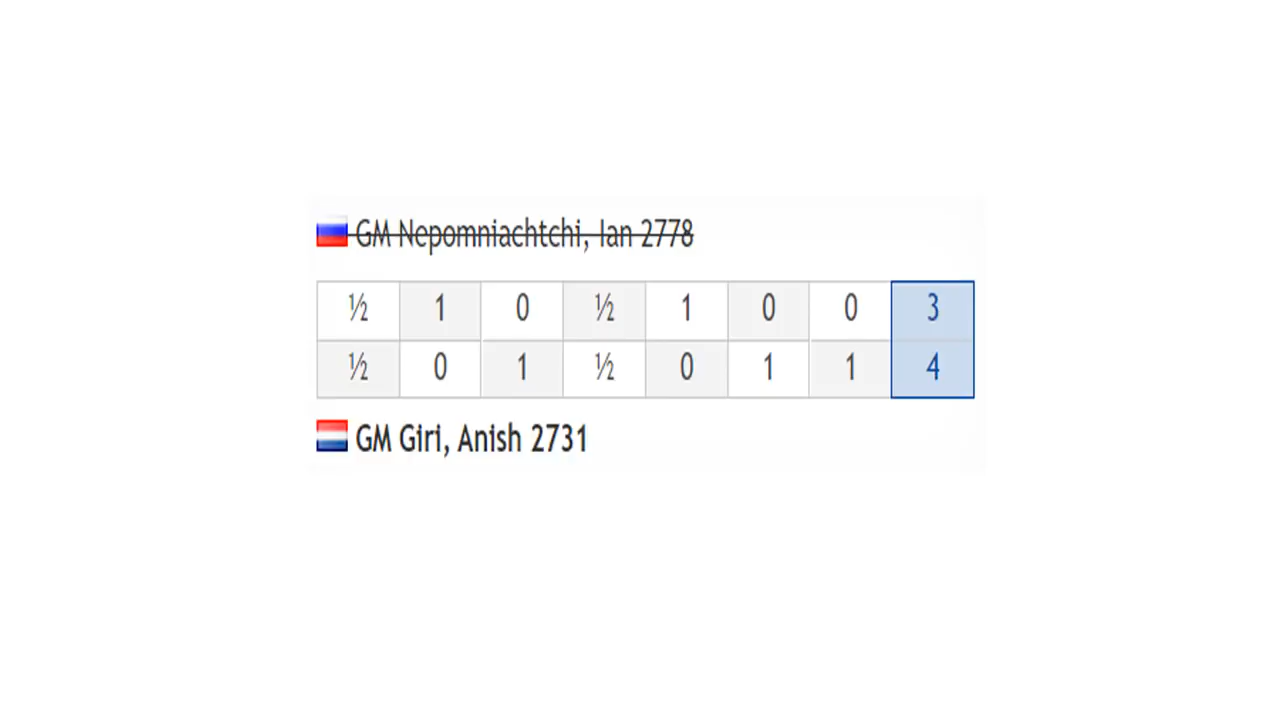 GM Nepomniachtchi, Ian 2778
½ 1 0 ½ 1 0 0 3
½ 0 1 ½ 0 1 1 4
GM Giri, Anish 2731